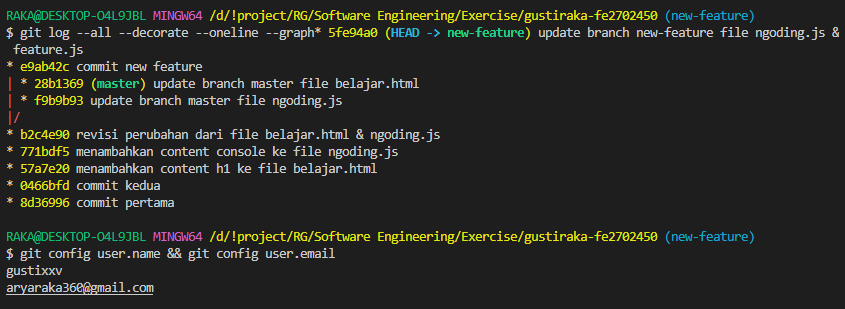 RAKA@DESKTOP-O4L9JBL MINGW64 /d/!project/RG/Software Engineering/Exercise/gustiraka-fe2702450 (new-feature)
$ git log --all --decorate --oneline --graph* 5fe94a0 (HEAD -> new-feature) update branch new-feature file ngoding.js &
 feature.js
* e9ab42c commit new feature
| * 28b1369 (master) update branch master file belajar.html
| * f9b9b93 update branch master file ngoding.js
|/
* b2c4e90 revisi perubahan dari file belajar.html & ngoding.js
* 771bdf5 menambahkan content console ke file ngoding.js
* 57a7e20 menambahkan content h1 ke file belajar.html
* 0466bfd commit kedua
* 8d36996 commit pertama
RAKA@DESKTOP-O4L9JBL MINGW64 /d/!project/RG/Software Engineering/Exercise/gustiraka-fe2702450 (new-feature)
$ git config user.name && git config user.email
gustixxv
aryaraka360@gmail.com